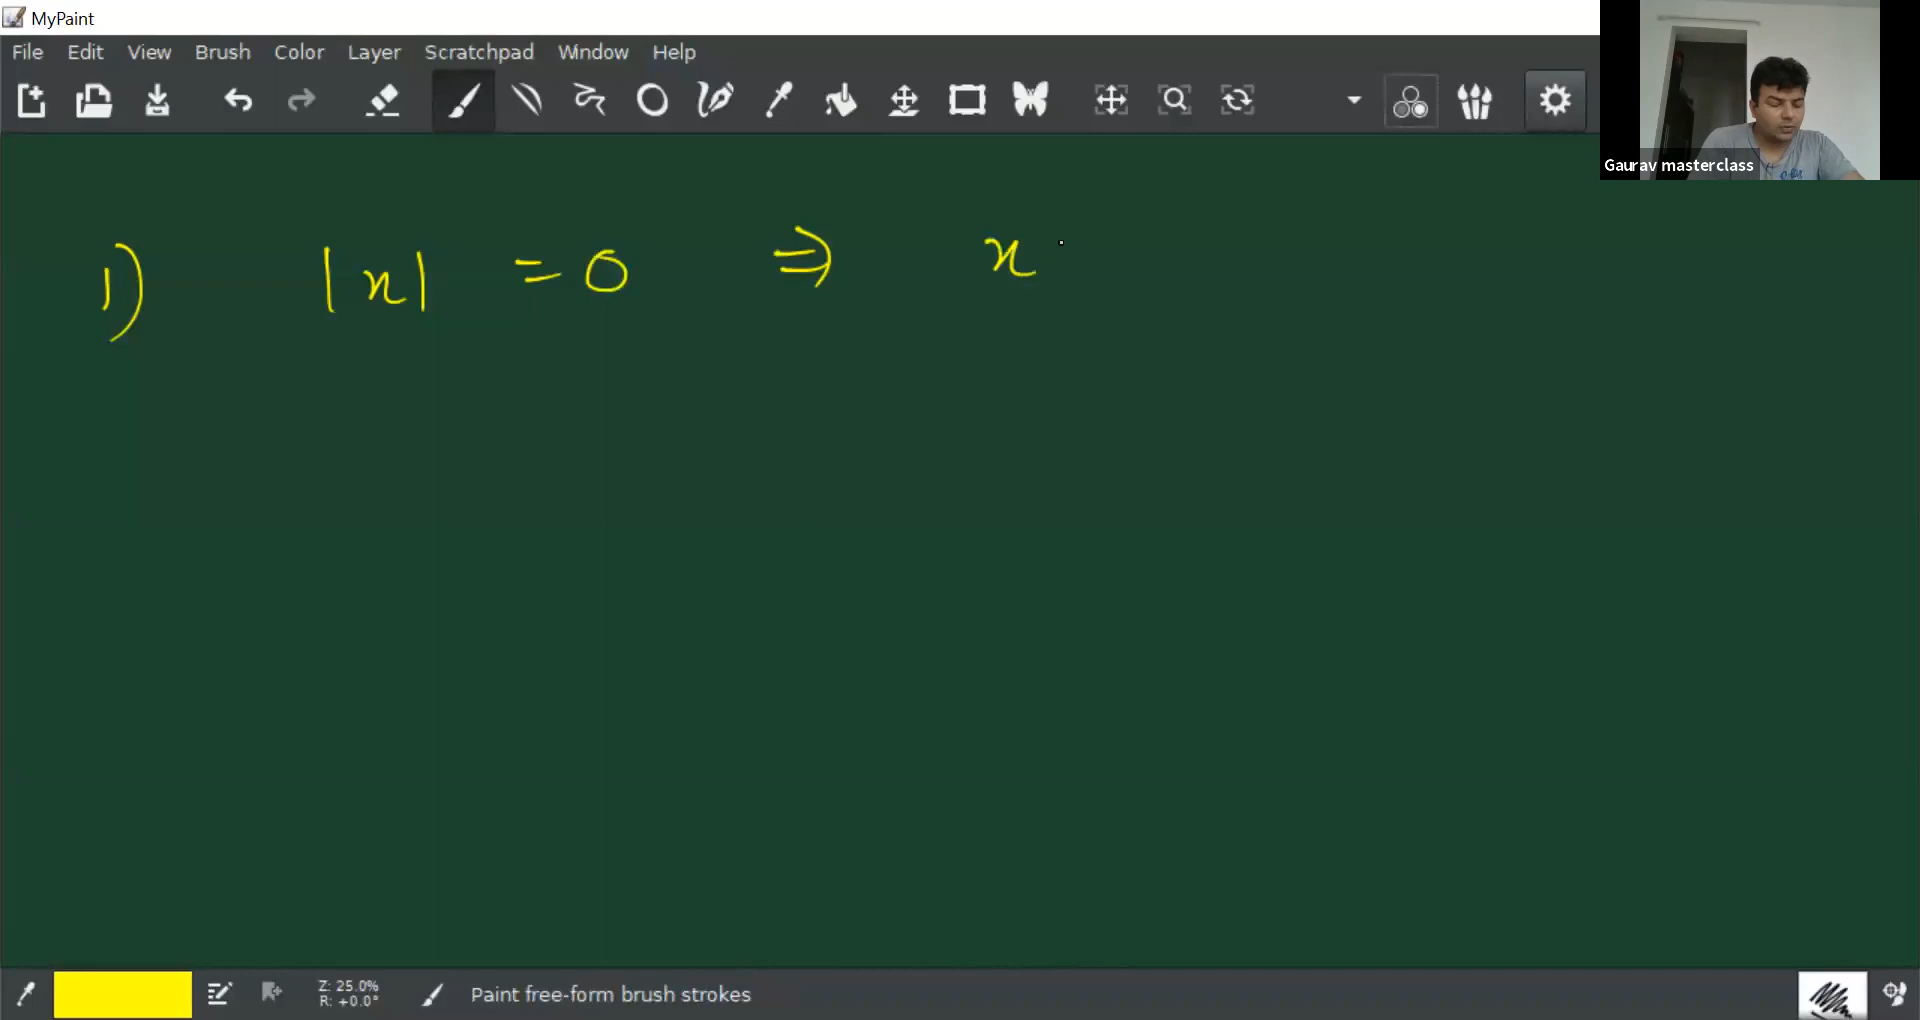 MyPaint
File Edit View Brush Color Layer Scratchpad Window Help
Gaurav masterclass
1) |x| = 0 ⇒ x
Z: 25.0%
R: +0.0°
Paint free-form brush strokes